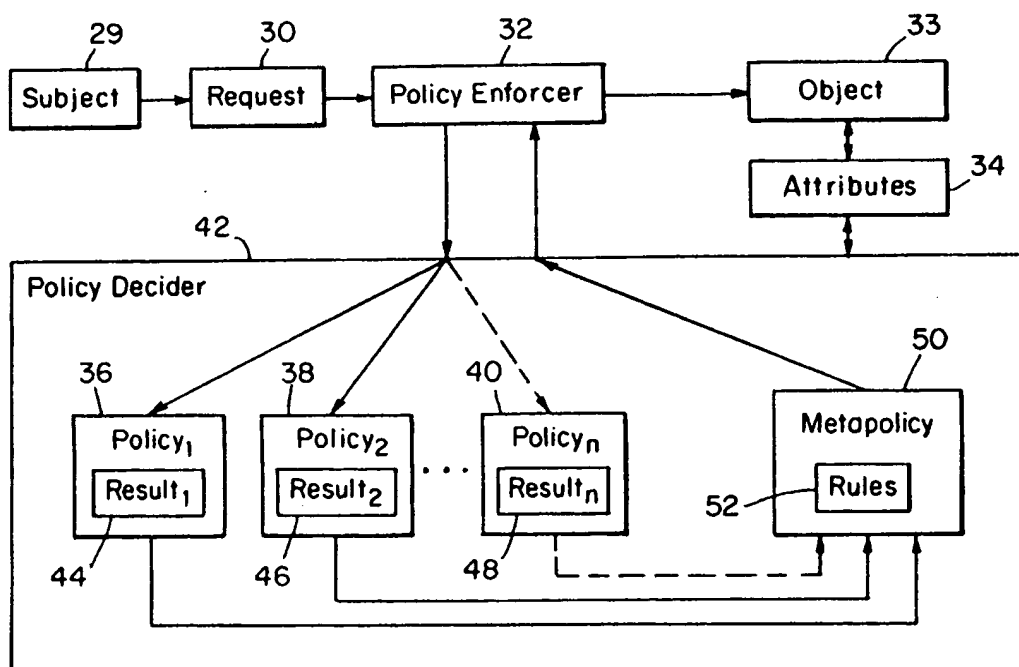 29
30
32
33
Subject
Request
Policy Enforcer
Object
Attributes
34
42
Policy Decider
36
38
40
50
Policy1
Policy2
Policyn
Metapolicy
Result1
Result2
. . .
Resultn
52
Rules
44
46
48